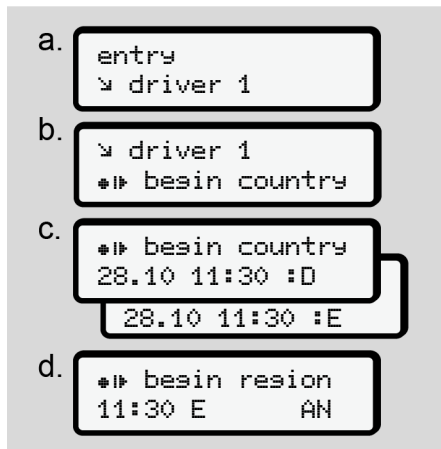 a.
entry
↘ driver 1
b.
↘ driver 1
●I▶ begin country
c.
●I▶ begin country
28.10 11:30 :D
28.10 11:30 :E
d.
●I▶ begin region
11:30 E AN